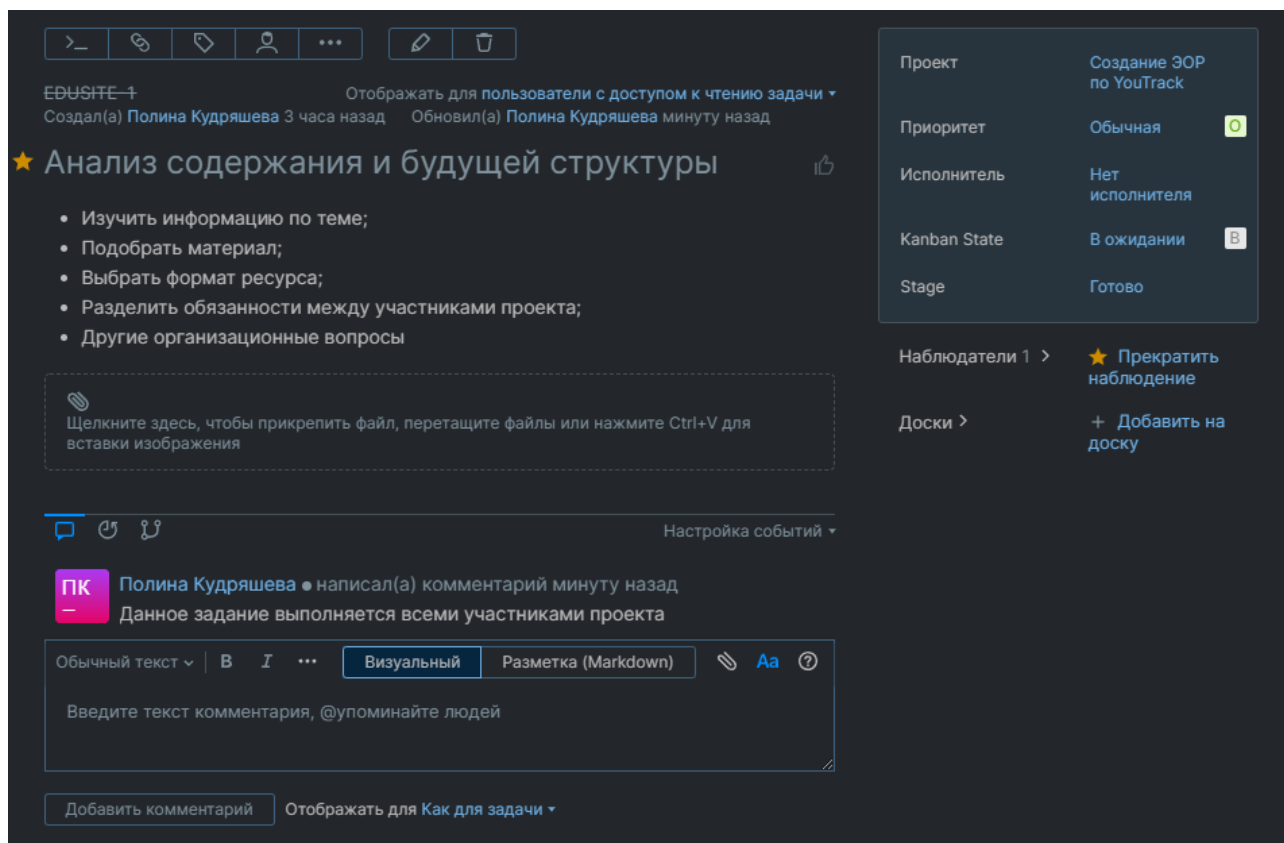 EDUSITE-1
Отображать для пользователи с доступом к чтению задачи
Создал(а) Полина Кудряшева 3 часа назад Обновил(а) Полина Кудряшева минуту назад
Анализ содержания и будущей структуры
• Изучить информацию по теме;
• Подобрать материал;
• Выбрать формат ресурса;
• Разделить обязанности между участниками проекта;
• Другие организационные вопросы
Щелкните здесь, чтобы прикрепить файл, перетащите файлы или нажмите Ctrl+V для
вставки изображения
Настройка событий
ПК
Полина Кудряшева ● написал(а) комментарий минуту назад
Данное задание выполняется всеми участниками проекта
Обычный текст B I ••• Визуальный Разметка (Markdown) Aa ?
Введите текст комментария, @упоминайте людей
Добавить комментарий Отображать для Как для задачи
Проект Создание ЭОР
по YouTrack
Приоритет Обычная О
Исполнитель Нет
исполнителя
Kanban State В ожидании В
Stage Готово
Наблюдатели 1 > Прекратить
наблюдение
Доски > + Добавить на
доску